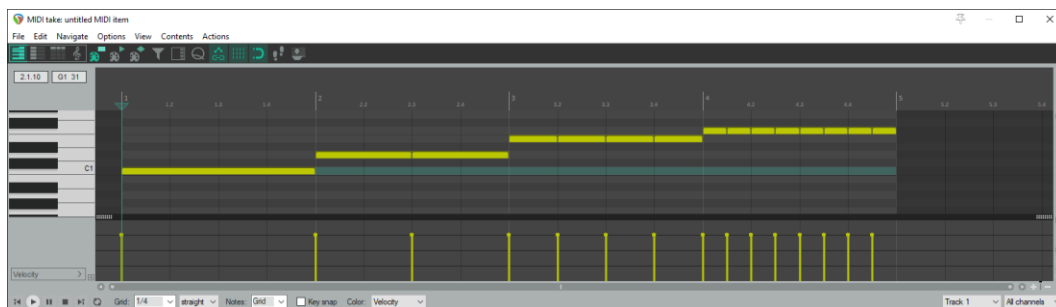 MIDI take: untitled MIDI item
File Edit Navigate Options View Contents Actions
2.1.10 G1 31
1 1.2 1.3 1.4 2 2.2 2.3 2.4 3 3.2 3.3 3.4 4 4.2 4.3 4.4 5 5.2 5.3 5.4
C1
Velocity
Grid: 1/4 straight Notes: Grid Key snap Color: Velocity Track 1 All channels